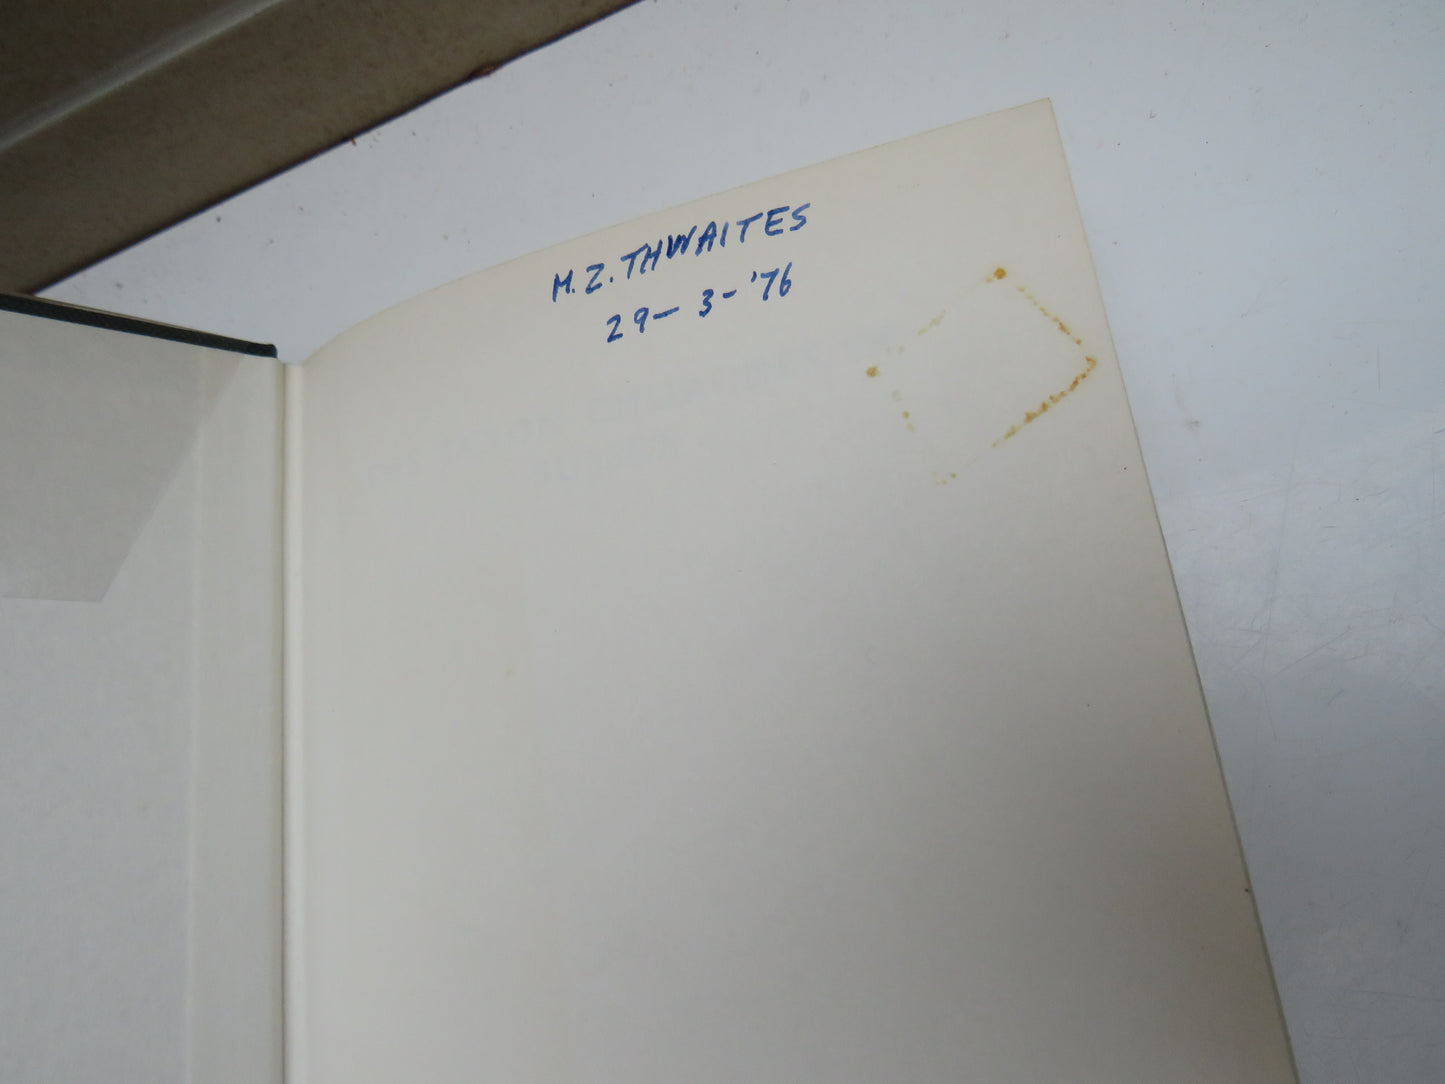 M. Z. THWAITES
29 - 3 - '76